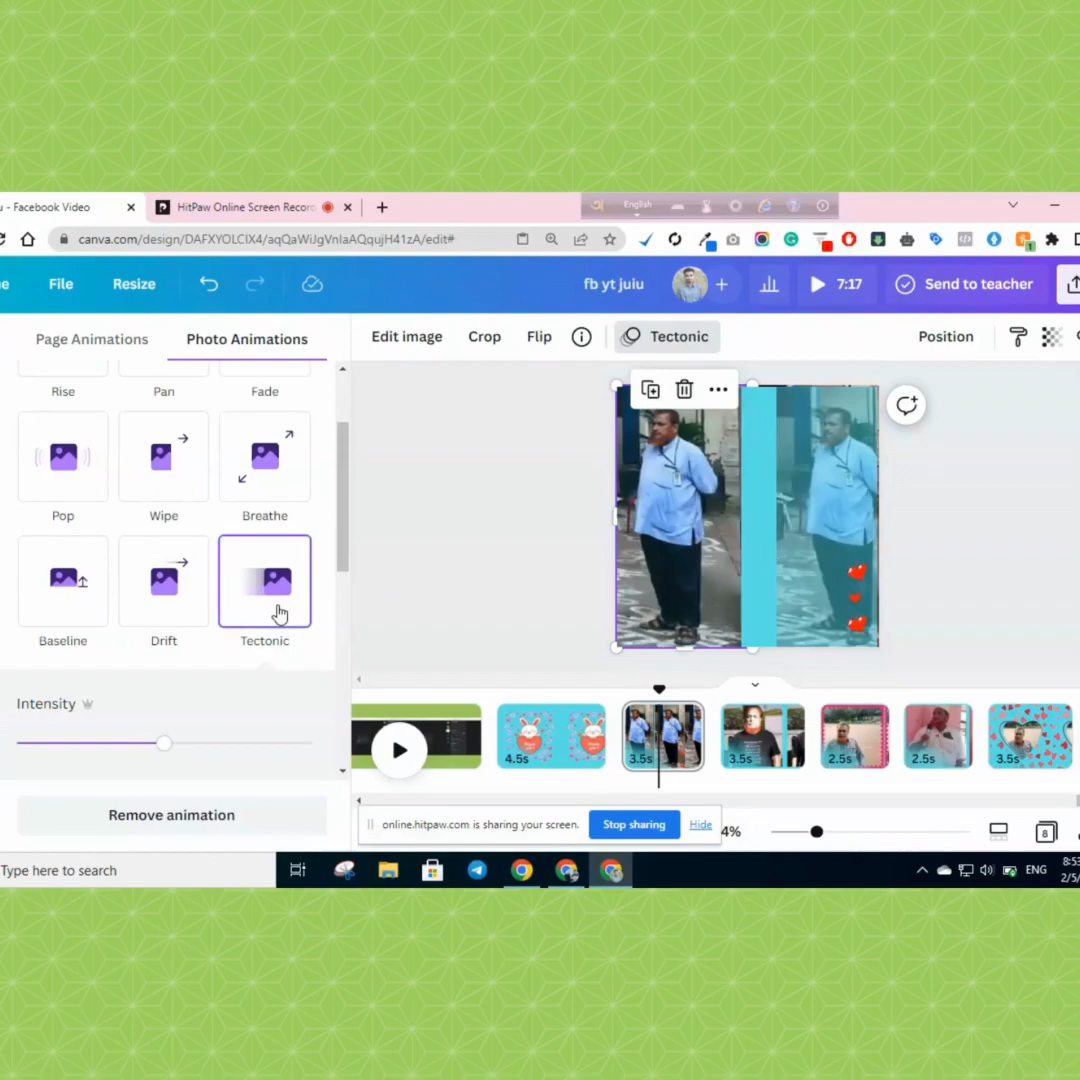 u - Facebook Video
HitPaw Online Screen Record
English
canva.com/design/DAFXYOLCIX4/aqQaWiJgVnIaAQqujH41zA/edit#
1
e File Resize fb yt juiu 7:17 Send to teacher
Page Animations Photo Animations
Edit image Crop Flip Tectonic Position
Rise Pan Fade
Pop Wipe Breathe
Baseline Drift Tectonic
Intensity
4.5s 3.5s 3.5s 2.5s 2.5s 3.5s
Remove animation
online.hitpaw.com is sharing your screen. Stop sharing Hide
4%
8
Type here to search
ENG
8:53
2/5/